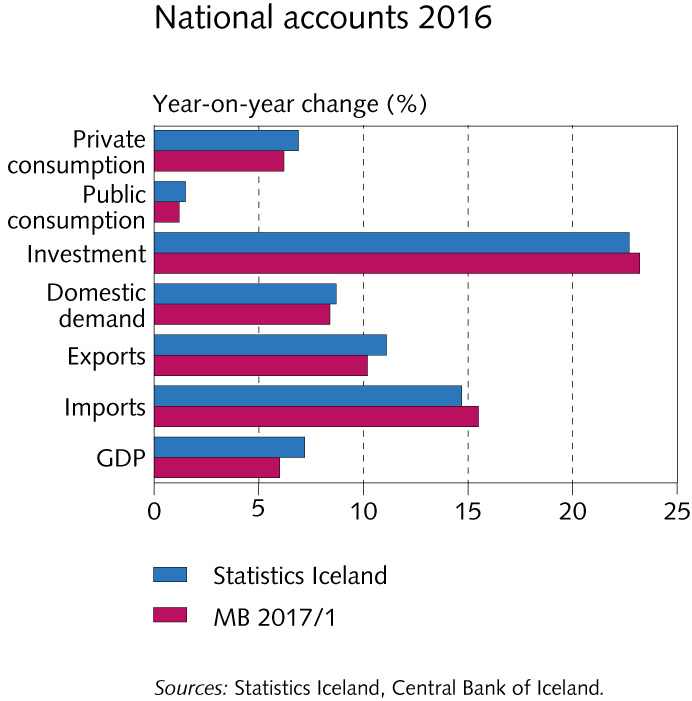 National accounts 2016
Year-on-year change (%)
Private
consumption
Public
consumption
Investment
Domestic
demand
Exports
Imports
GDP
0 5 10 15 20 25
Statistics Iceland
MB 2017/1
Sources: Statistics Iceland, Central Bank of Iceland.